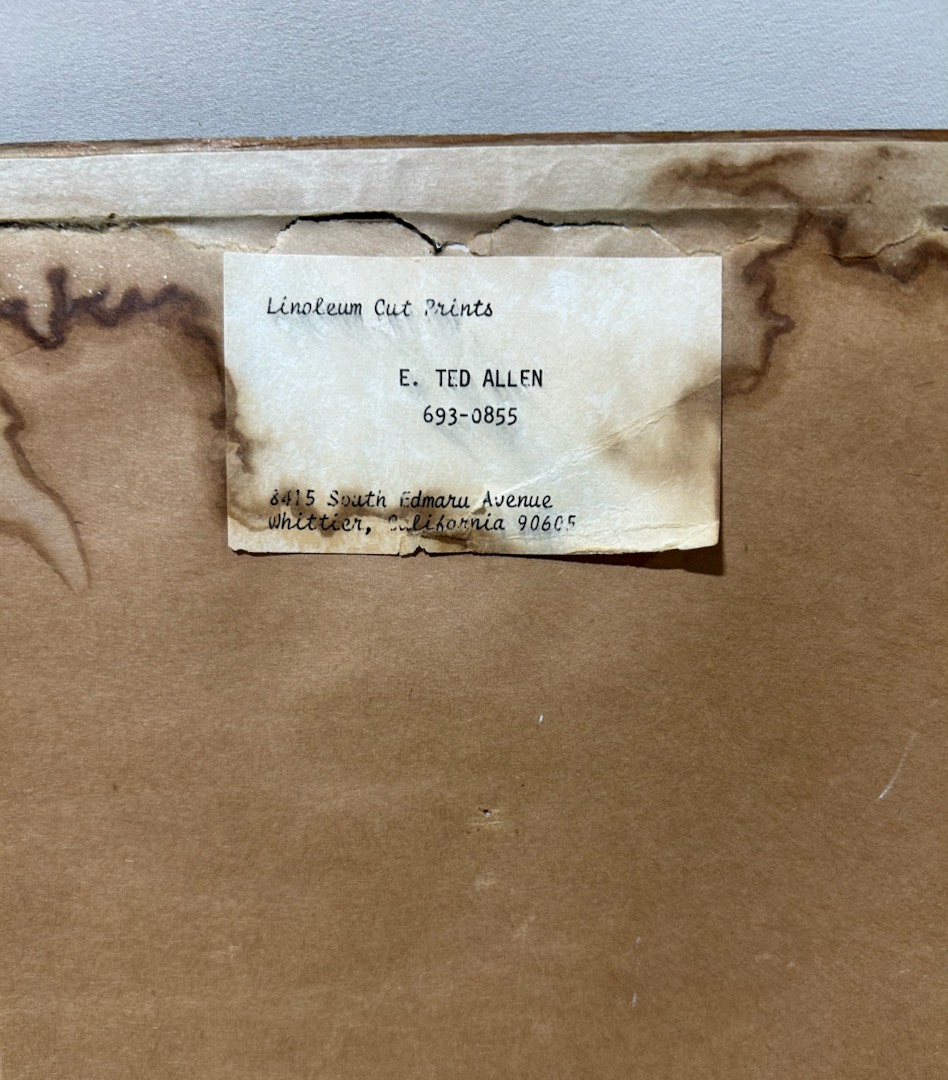 Linoleum Cut Prints
E. TED ALLEN
693-0855
8415 South Edmaru Avenue
Whittier, California 90605